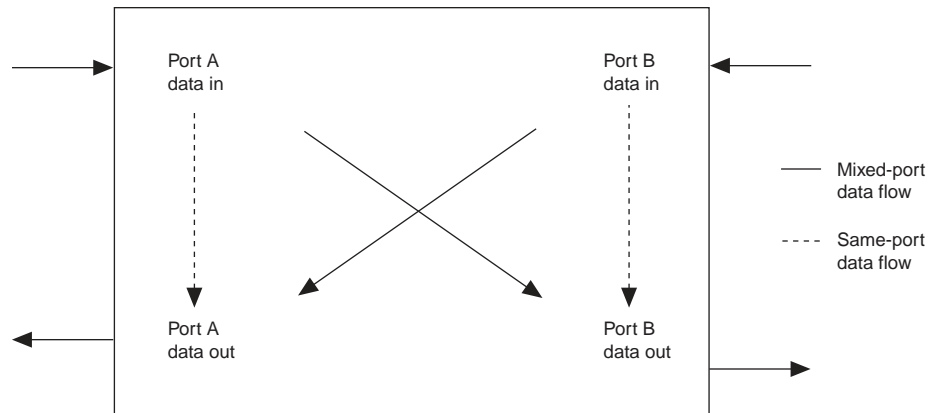 Port A
data in
Port B
data in
Mixed-port
data flow
Same-port
data flow
Port A
data out
Port B
data out